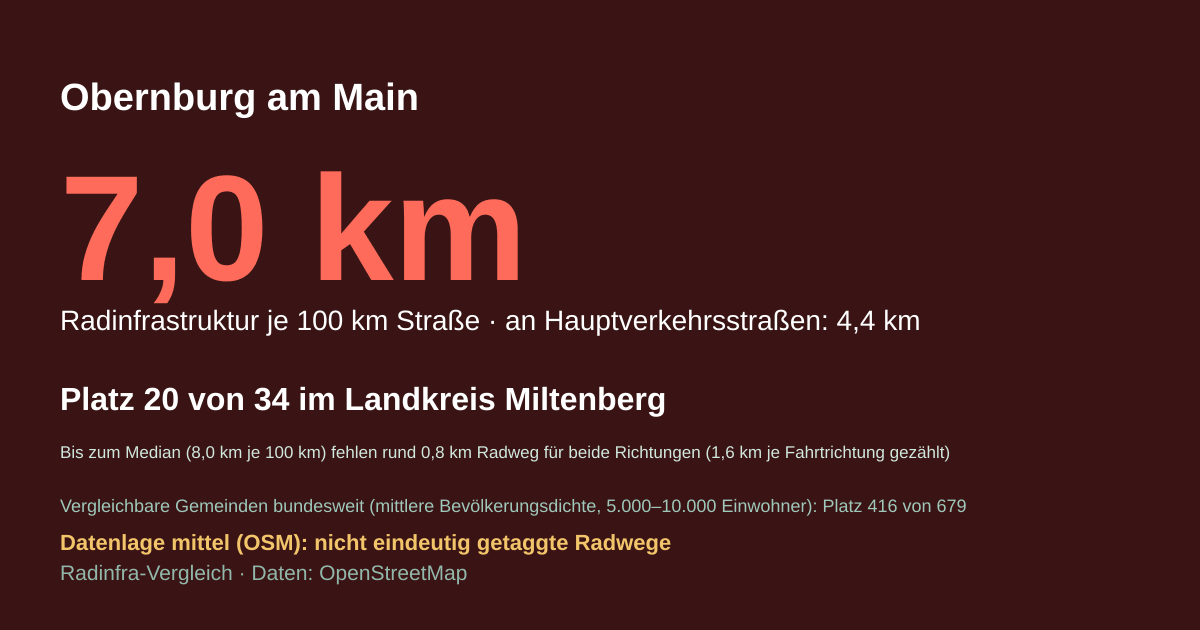 Obernburg am Main
7,0 km
Radinfrastruktur je 100 km Straße · an Hauptverkehrsstraßen: 4,4 km
Platz 20 von 34 im Landkreis Miltenberg
Bis zum Median (8,0 km je 100 km) fehlen rund 0,8 km Radweg für beide Richtungen (1,6 km je Fahrtrichtung gezählt)
Vergleichbare Gemeinden bundesweit (mittlere Bevölkerungsdichte, 5.000–10.000 Einwohner): Platz 416 von 679
Datenlage mittel (OSM): nicht eindeutig getaggte Radwege
Radinfra-Vergleich · Daten: OpenStreetMap